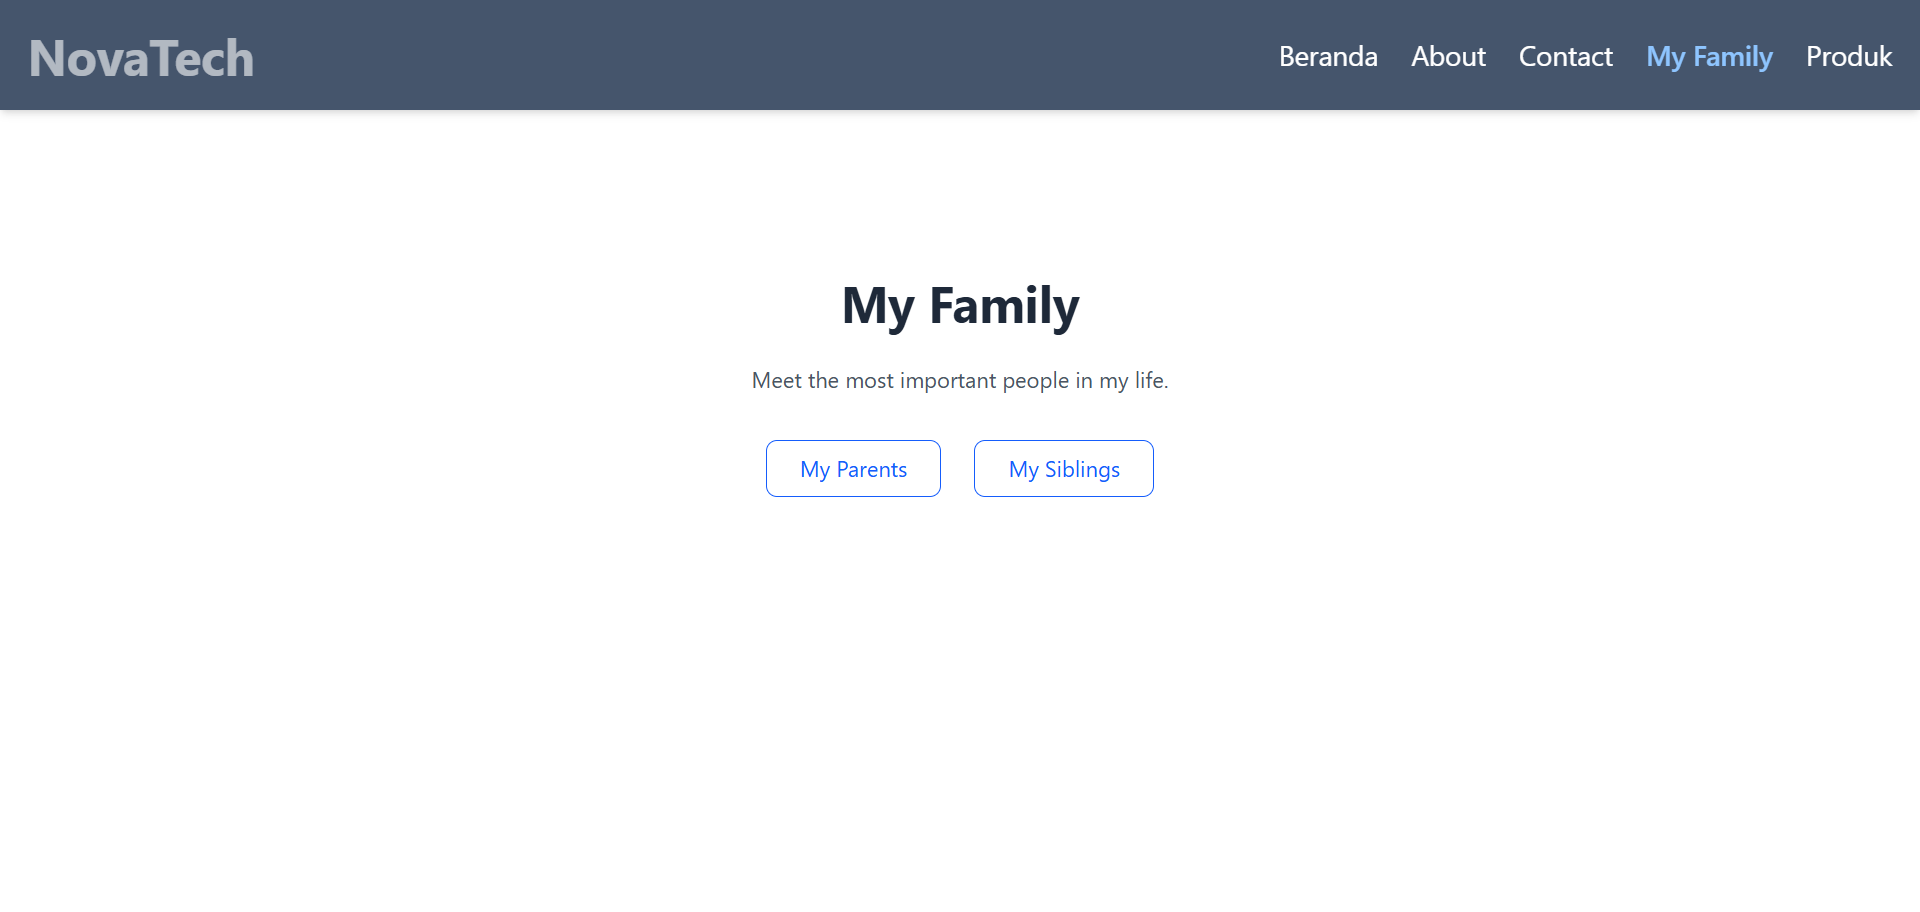 NovaTech
Beranda About Contact My Family Produk
My Family
Meet the most important people in my life.
My Parents My Siblings